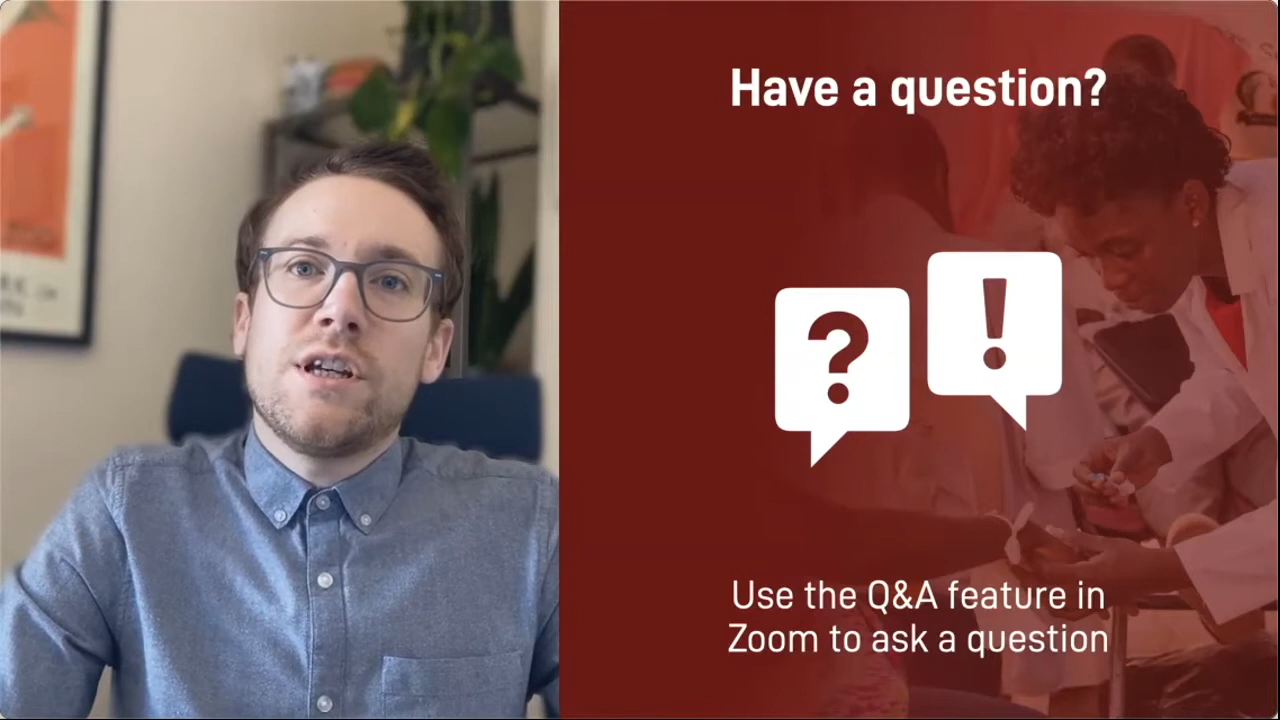 Have a question?
?
!
Use the Q&A feature in
Zoom to ask a question